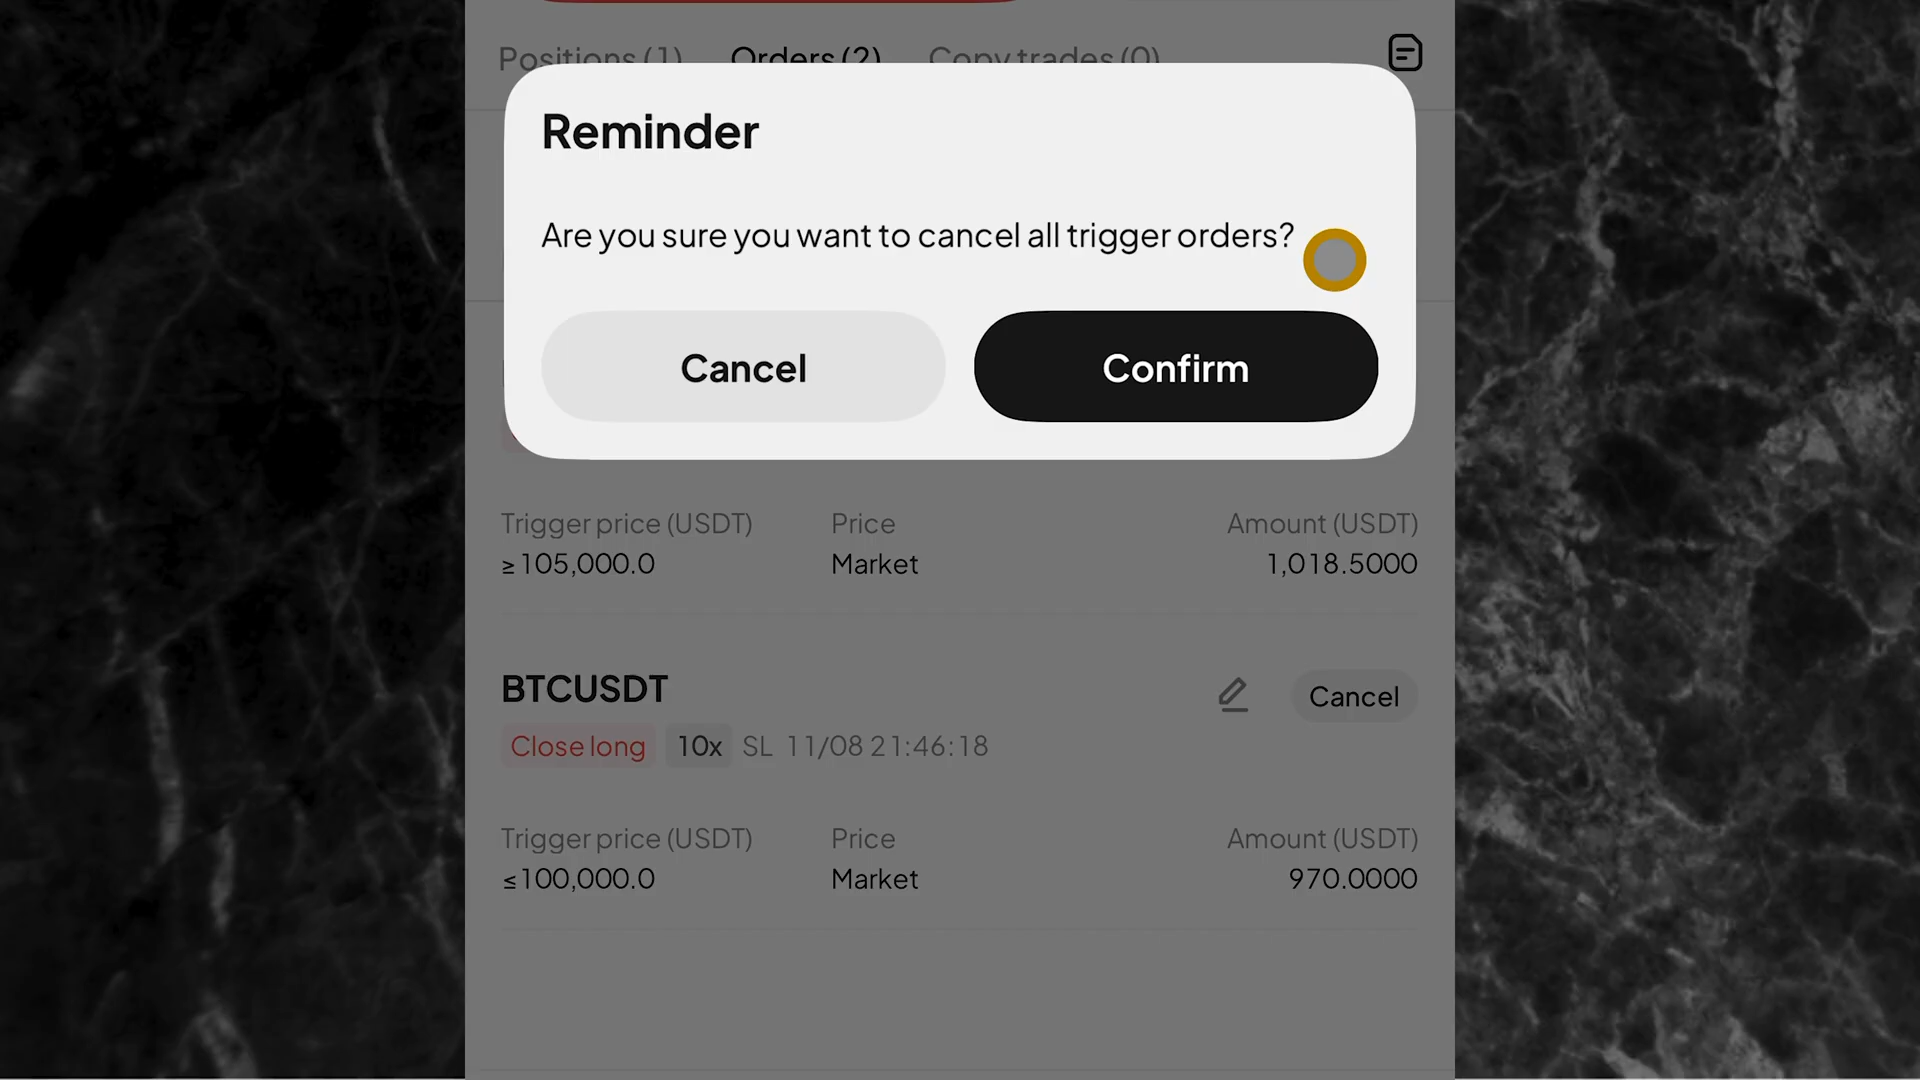 Positions (1) Orders (2) Copy trades (0)
Reminder
Are you sure you want to cancel all trigger orders?
Cancel Confirm
Trigger price (USDT) Price Amount (USDT)
≥105,000.0 Market 1,018.5000
BTCUSDT Cancel
Close long 10x SL 11/08 21:46:18
Trigger price (USDT) Price Amount (USDT)
≤100,000.0 Market 970.0000